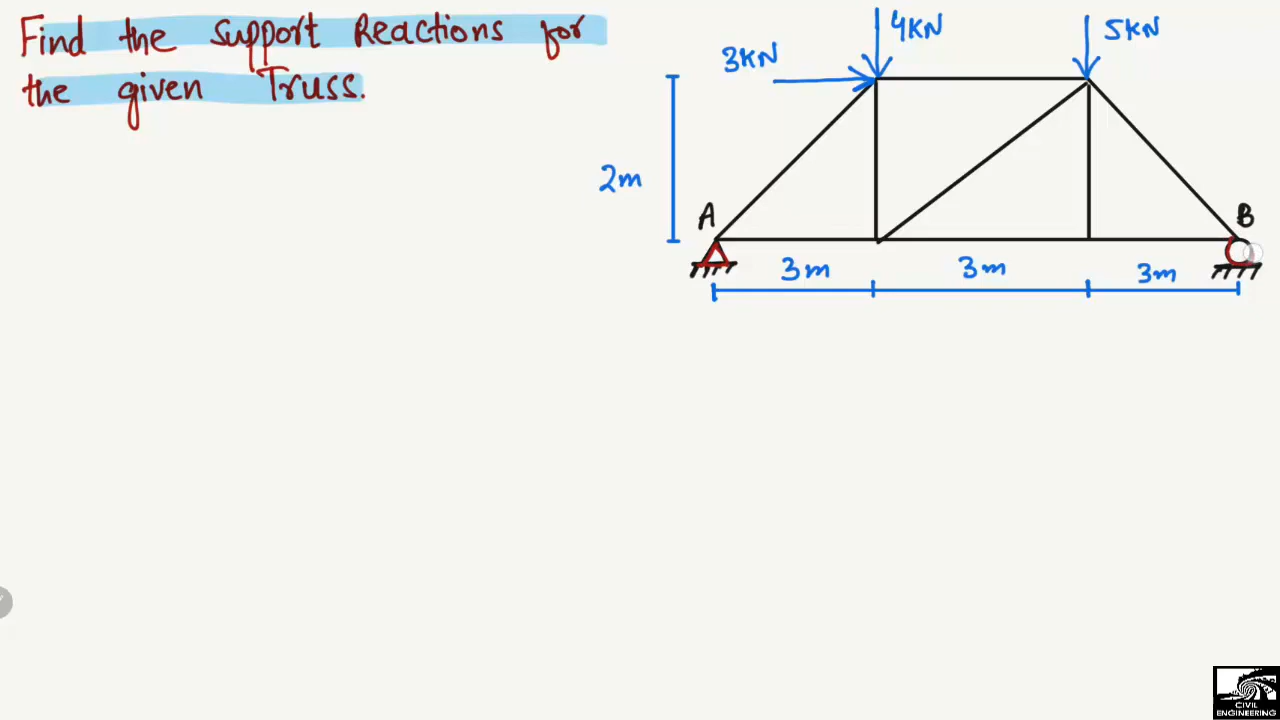 Find the support Reactions for
the given Truss.
4KN
5KN
3KN
2m
A
B
3m
3m
3m
CIVIL
ENGINEERING